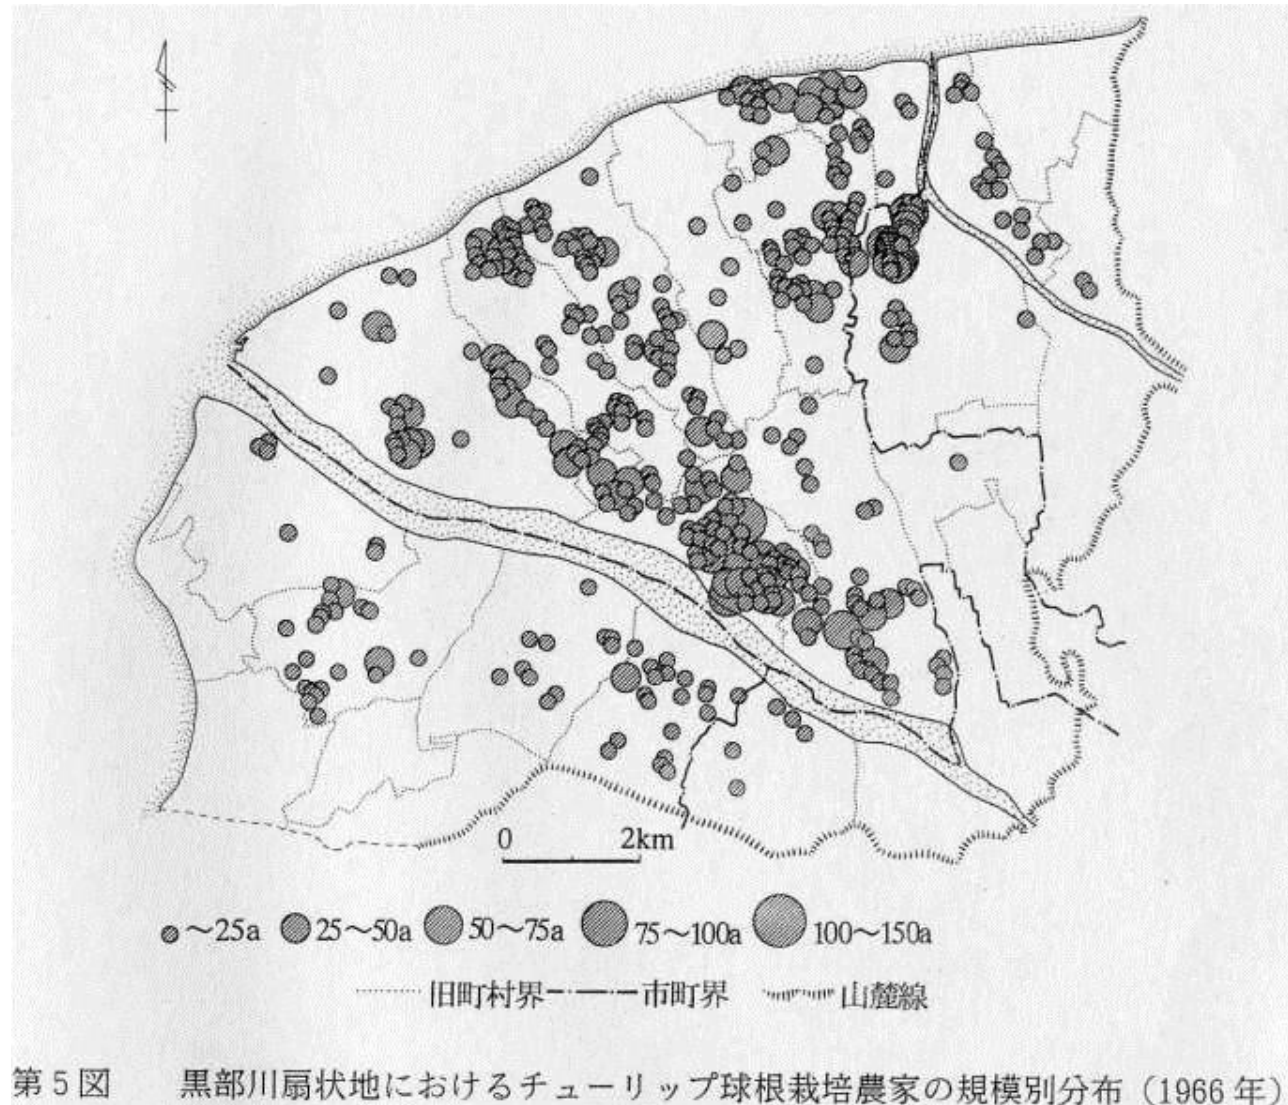 0 2km
～25a 25～50a 50～75a 75～100a 100～150a
旧町村界 市町界 山麓線
第5図 黒部川扇状地におけるチューリップ球根栽培農家の規模別分布（1966年）